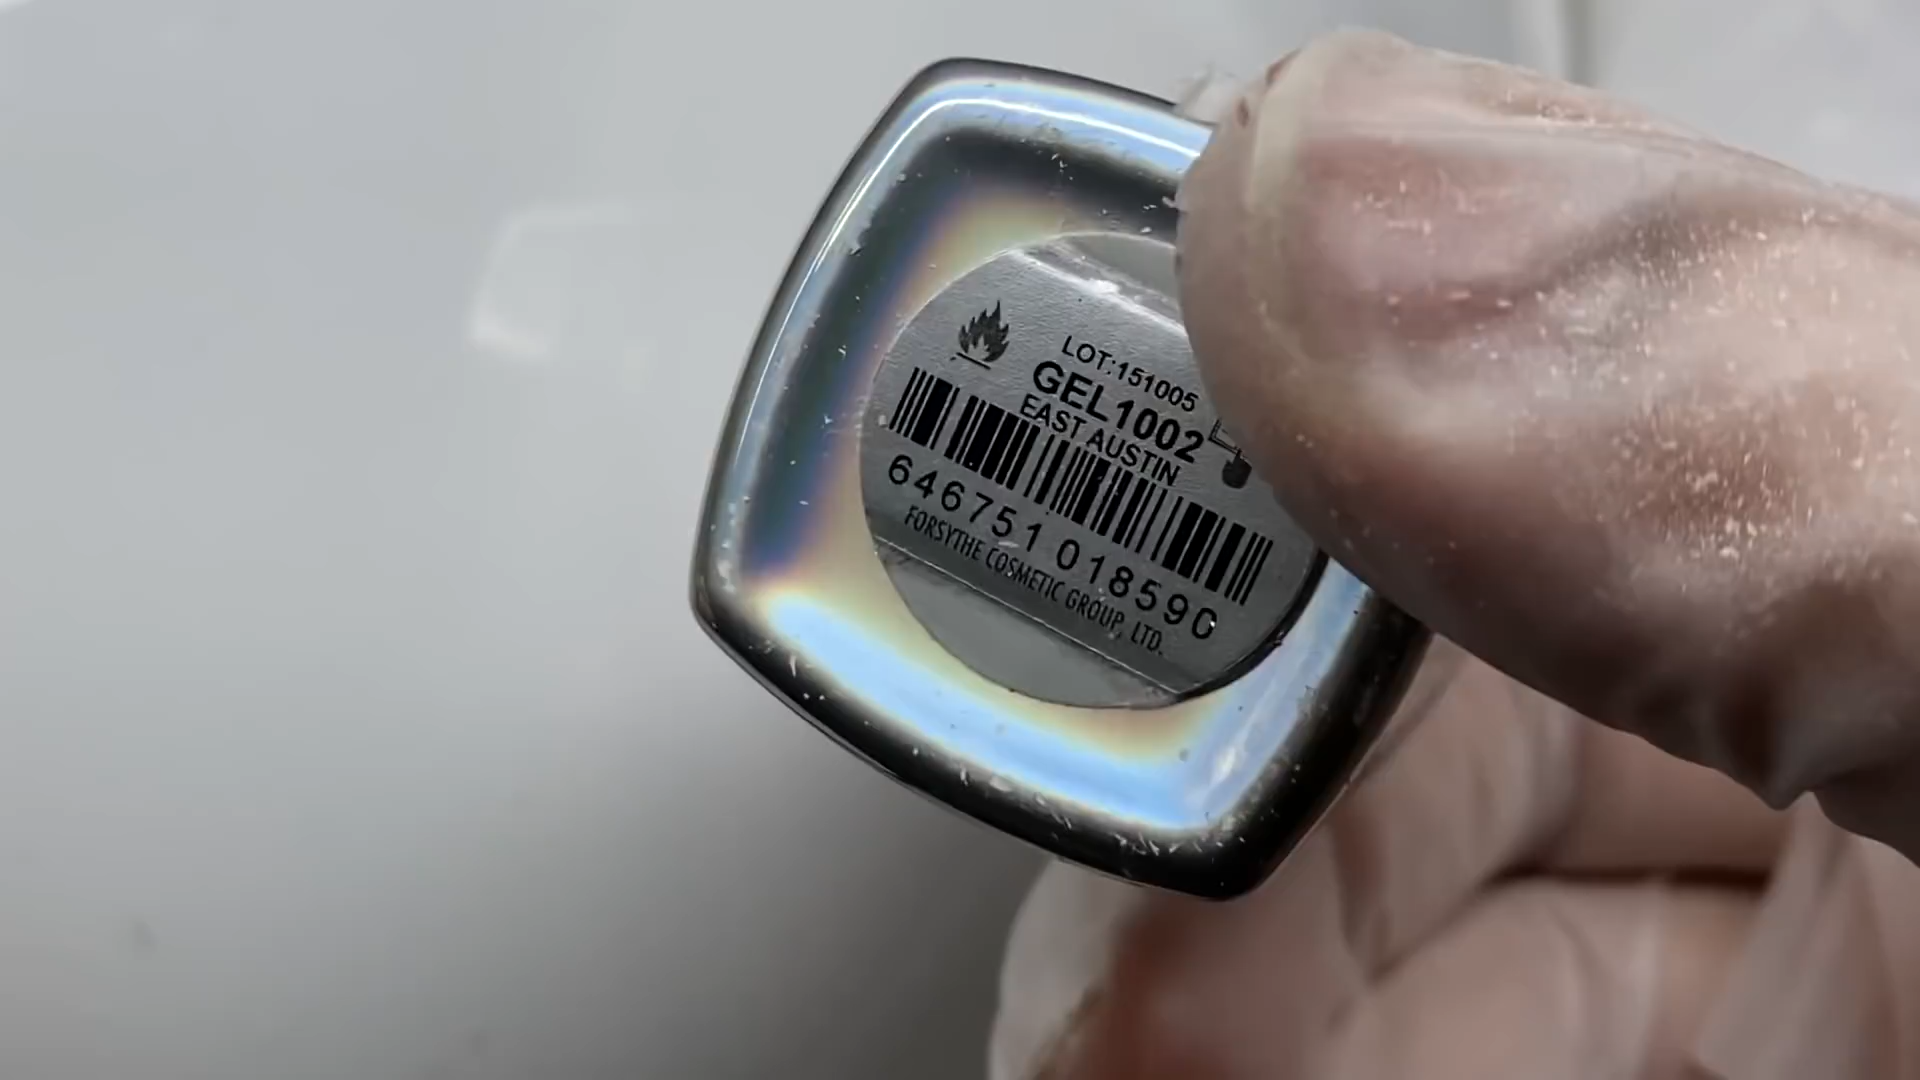 LOT:151005
GEL1002
EAST AUSTIN
646751 018590
FORSYTHE COSMETIC GROUP, LTD.